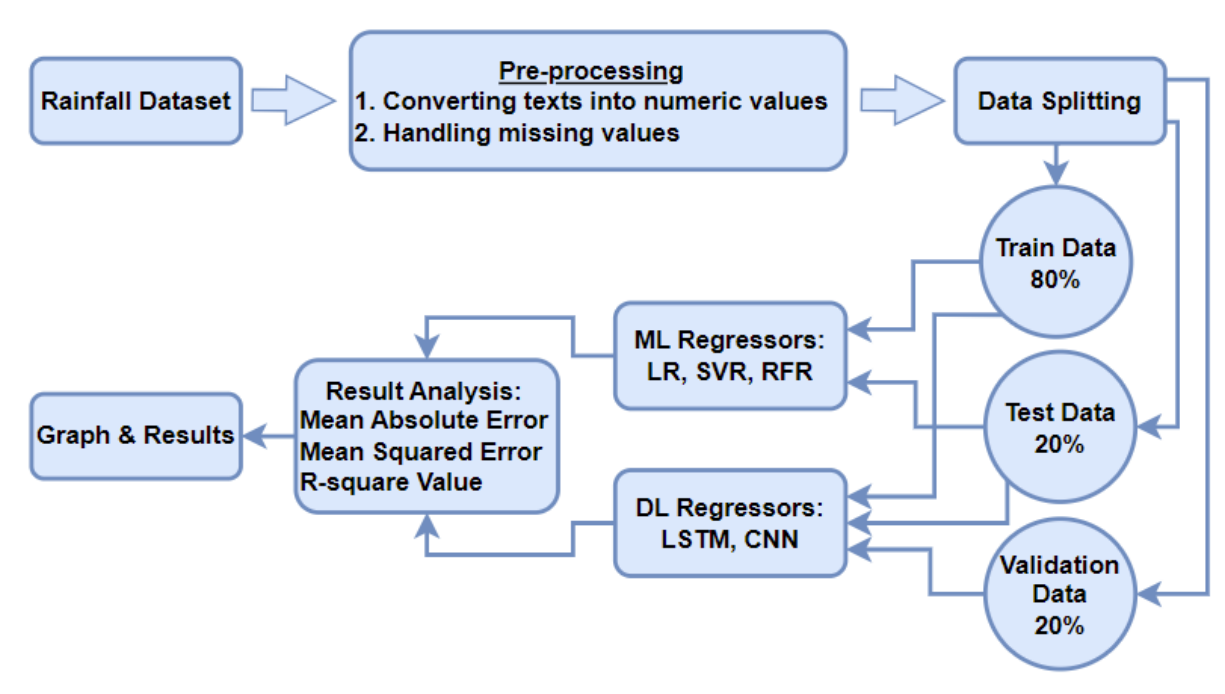 Rainfall Dataset
Pre-processing
1. Converting texts into numeric values
2. Handling missing values
Data Splitting
Train Data
80%
ML Regressors:
LR, SVR, RFR
Result Analysis:
Mean Absolute Error
Mean Squared Error
R-square Value
Graph & Results
Test Data
20%
DL Regressors:
LSTM, CNN
Validation
Data
20%